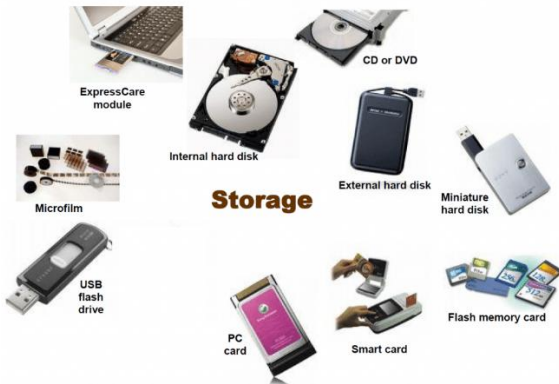 CD or DVD
ExpressCare
module
Internal hard disk
External hard disk
Miniature
hard disk
Microfilm
Storage
USB
flash
drive
PC
card
Smart card
Flash memory card